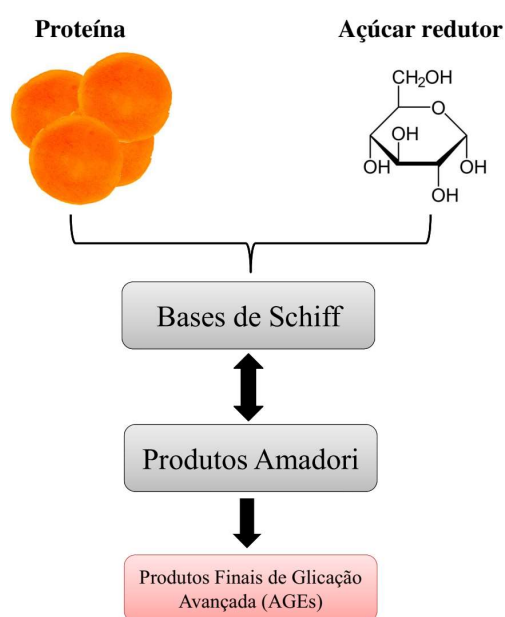 Proteína
Açúcar redutor
CH₂OH
O
OH
OH
OH
OH
Bases de Schiff
Produtos Amadori
Produtos Finais de Glicação
Avançada (AGEs)